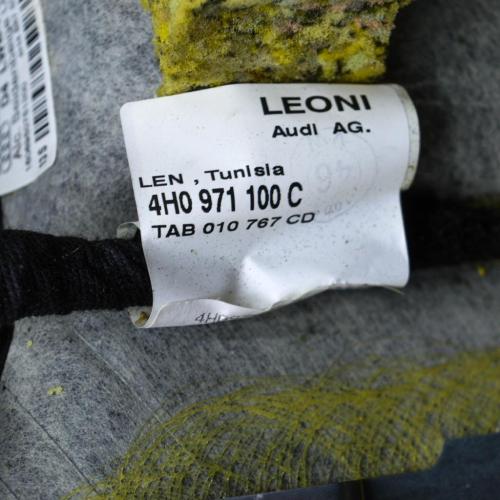 LEONI
Audi AG.
LEN , Tunisia
4H0 971 100 C
TAB 010 767 CD